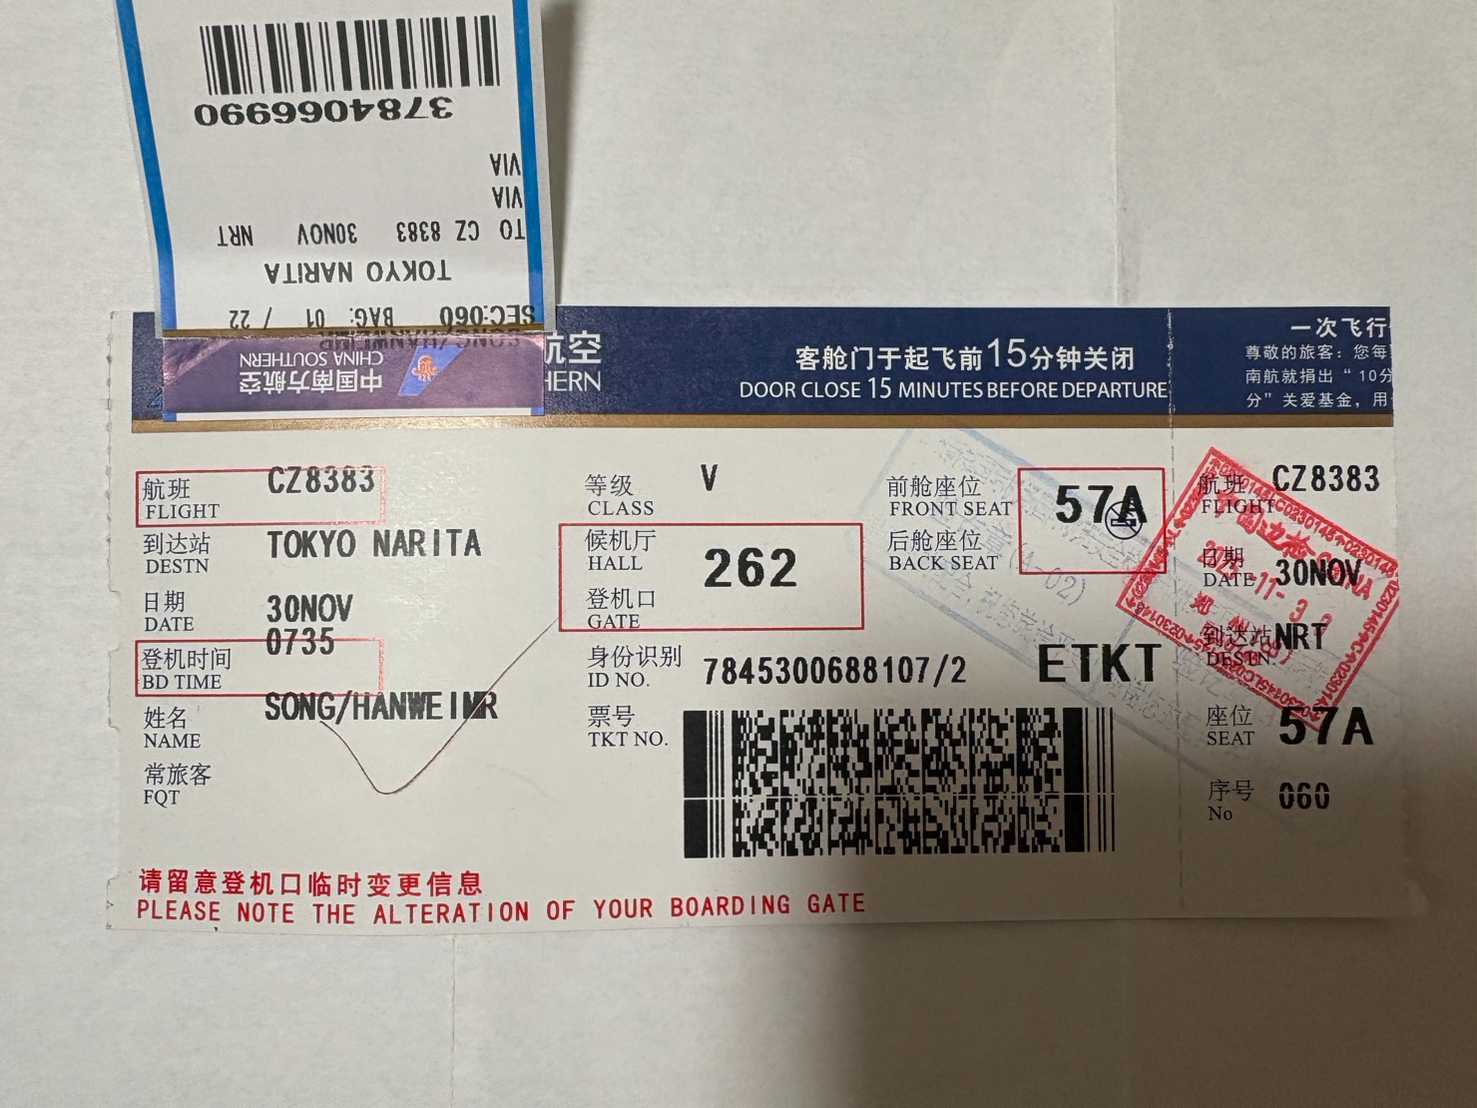 3784066990
VIA
VIA
TO CZ 8383 30NOV NRT
TOKYO NARITA
SEC:060 BAG: 01 / 22
SONG/HANWEIMR
中国南方航空
CHINA SOUTHERN
航空
HERN
客舱门于起飞前15分钟关闭
DOOR CLOSE 15 MINUTES BEFORE DEPARTURE
一次飞行
尊敬的旅客：您每
南航就捐出“ 10分
分”关爱基金，用
航班 FLIGHT CZ8383
到达站 DESTN TOKYO NARITA
日期 DATE 30NOV
登机时间 BD TIME 0735
姓名 NAME SONG/HANWEIMR
常旅客 FQT
等级 CLASS V
候机厅 HALL
登机口 GATE 262
身份识别 ID NO. 7845300688107/2
票号 TKT NO.
前舱座位 FRONT SEAT 57A
后舱座位 BACK SEAT
ETKT
航班 FLIGHT CZ8383
日期 DATE 30NOV
到达站 DESTN. NRT
座位 SEAT 57A
序号 No 060
请留意登机口临时变更信息
PLEASE NOTE THE ALTERATION OF YOUR BOARDING GATE